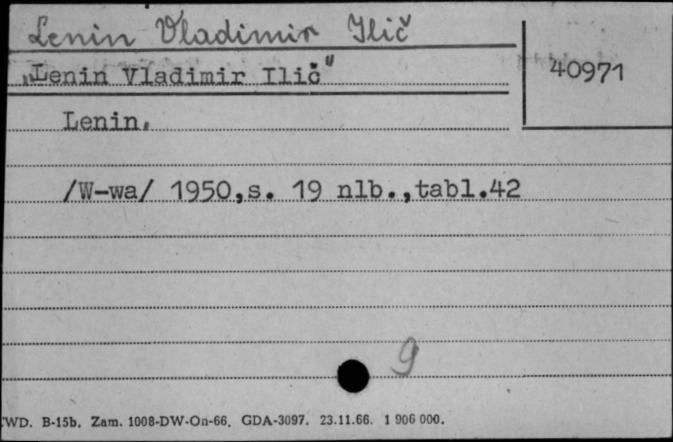 Lenin Vladimir Ilič
„Lenin Vladimir Ilič"
40971
Lenin.
/W-wa/ 1950,s. 19 nlb.,tabl.42
9
WD. B-15b. Zam. 1008-DW-On-66. GDA-3097. 23.11.66. 1 906 000.